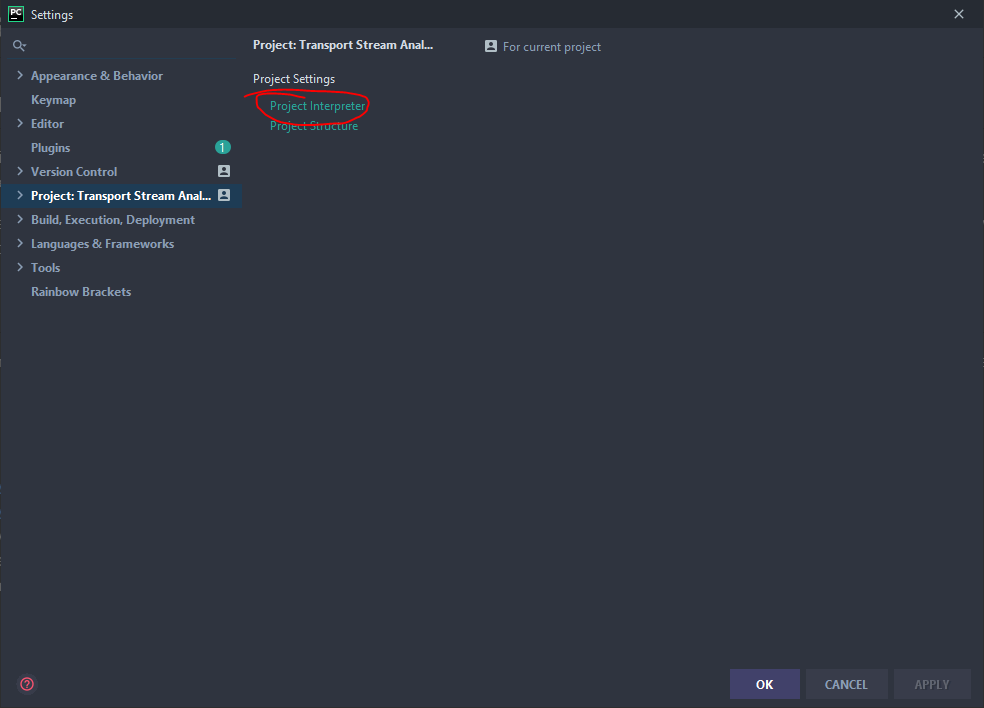 PC Settings
Project: Transport Stream Anal...
For current project
Appearance & Behavior
Keymap
Editor
Plugins 1
Version Control
Project: Transport Stream Anal...
Build, Execution, Deployment
Languages & Frameworks
Tools
Rainbow Brackets
Project Settings
Project Interpreter
Project Structure
?
OK CANCEL APPLY